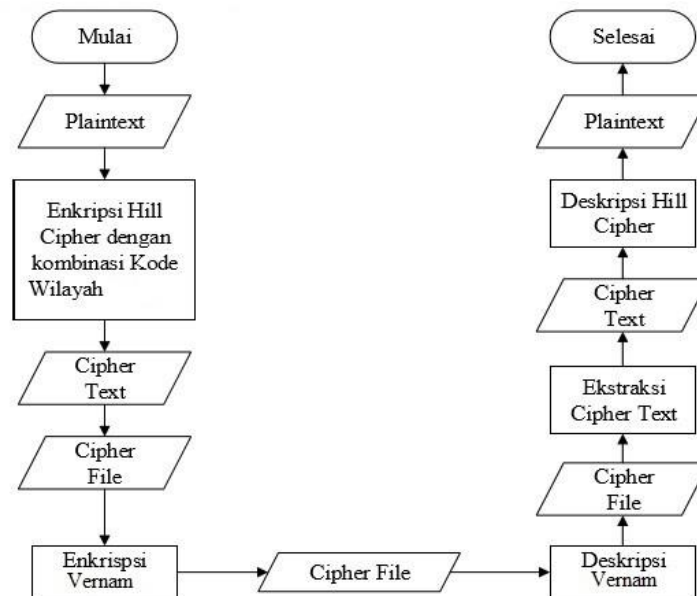 Mulai
Plaintext
Enkripsi Hill
Cipher dengan
kombinasi Kode
Wilayah
Cipher
Text
Cipher
File
Enkrispsi
Vernam
Cipher File
Deskripsi
Vernam
Cipher
File
Ekstraksi
Cipher Text
Cipher
Text
Deskripsi Hill
Cipher
Plaintext
Selesai